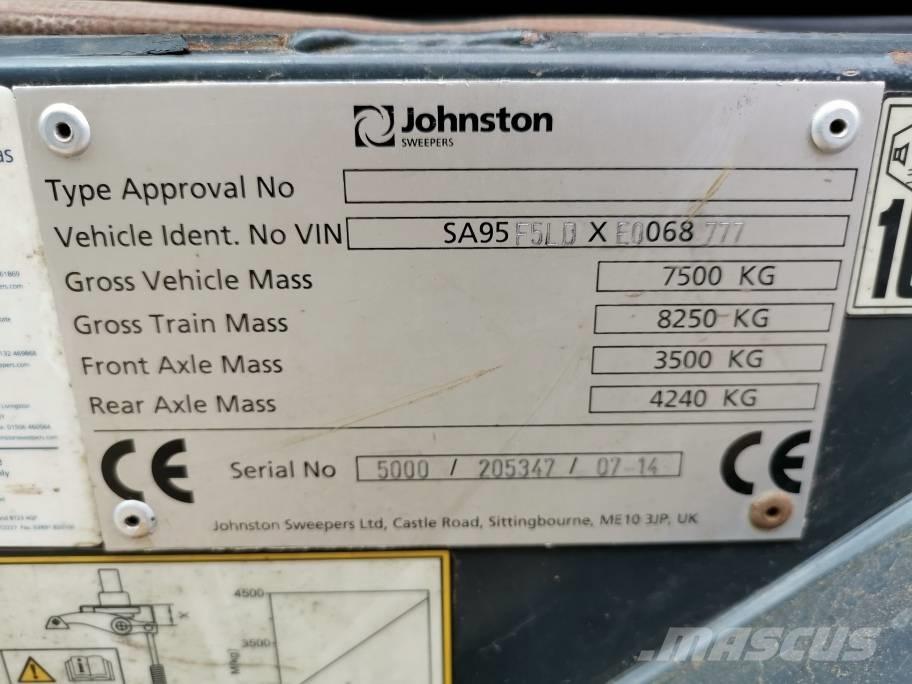 Johnston
SWEEPERS
Type Approval No
Vehicle Ident. No VIN SA95 F5LD X E0068 777
Gross Vehicle Mass 7500 KG
Gross Train Mass 8250 KG
Front Axle Mass 3500 KG
Rear Axle Mass 4240 KG
CE Serial No 5000 / 205347 / 07-14 CE
Johnston Sweepers Ltd, Castle Road, Sittingbourne, ME10 3JP, UK
as
10
4500
3500
X
MASCUS